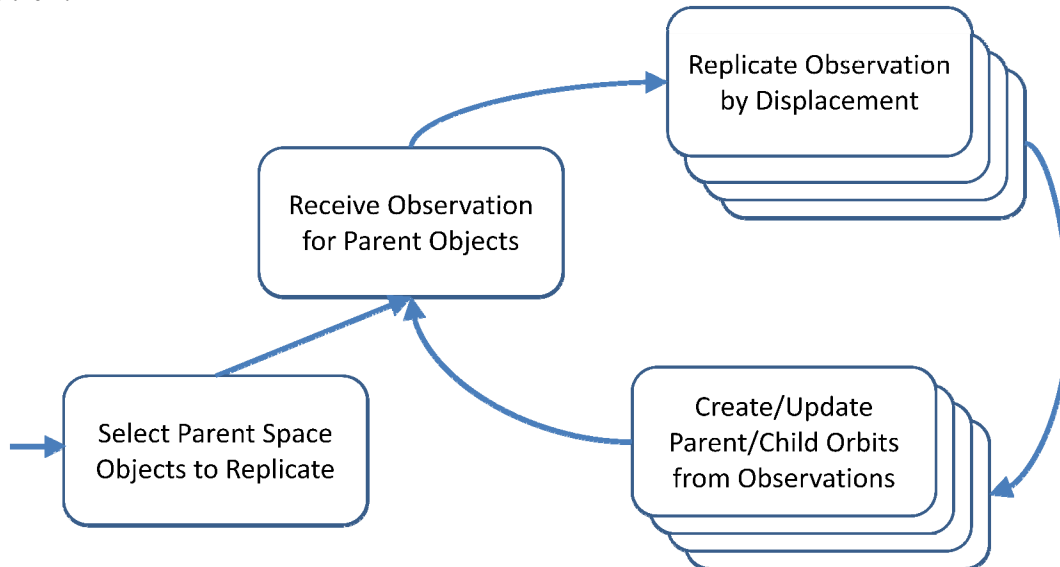 Replicate Observation
by Displacement
Receive Observation
for Parent Objects
Select Parent Space
Objects to Replicate
Create/Update
Parent/Child Orbits
from Observations